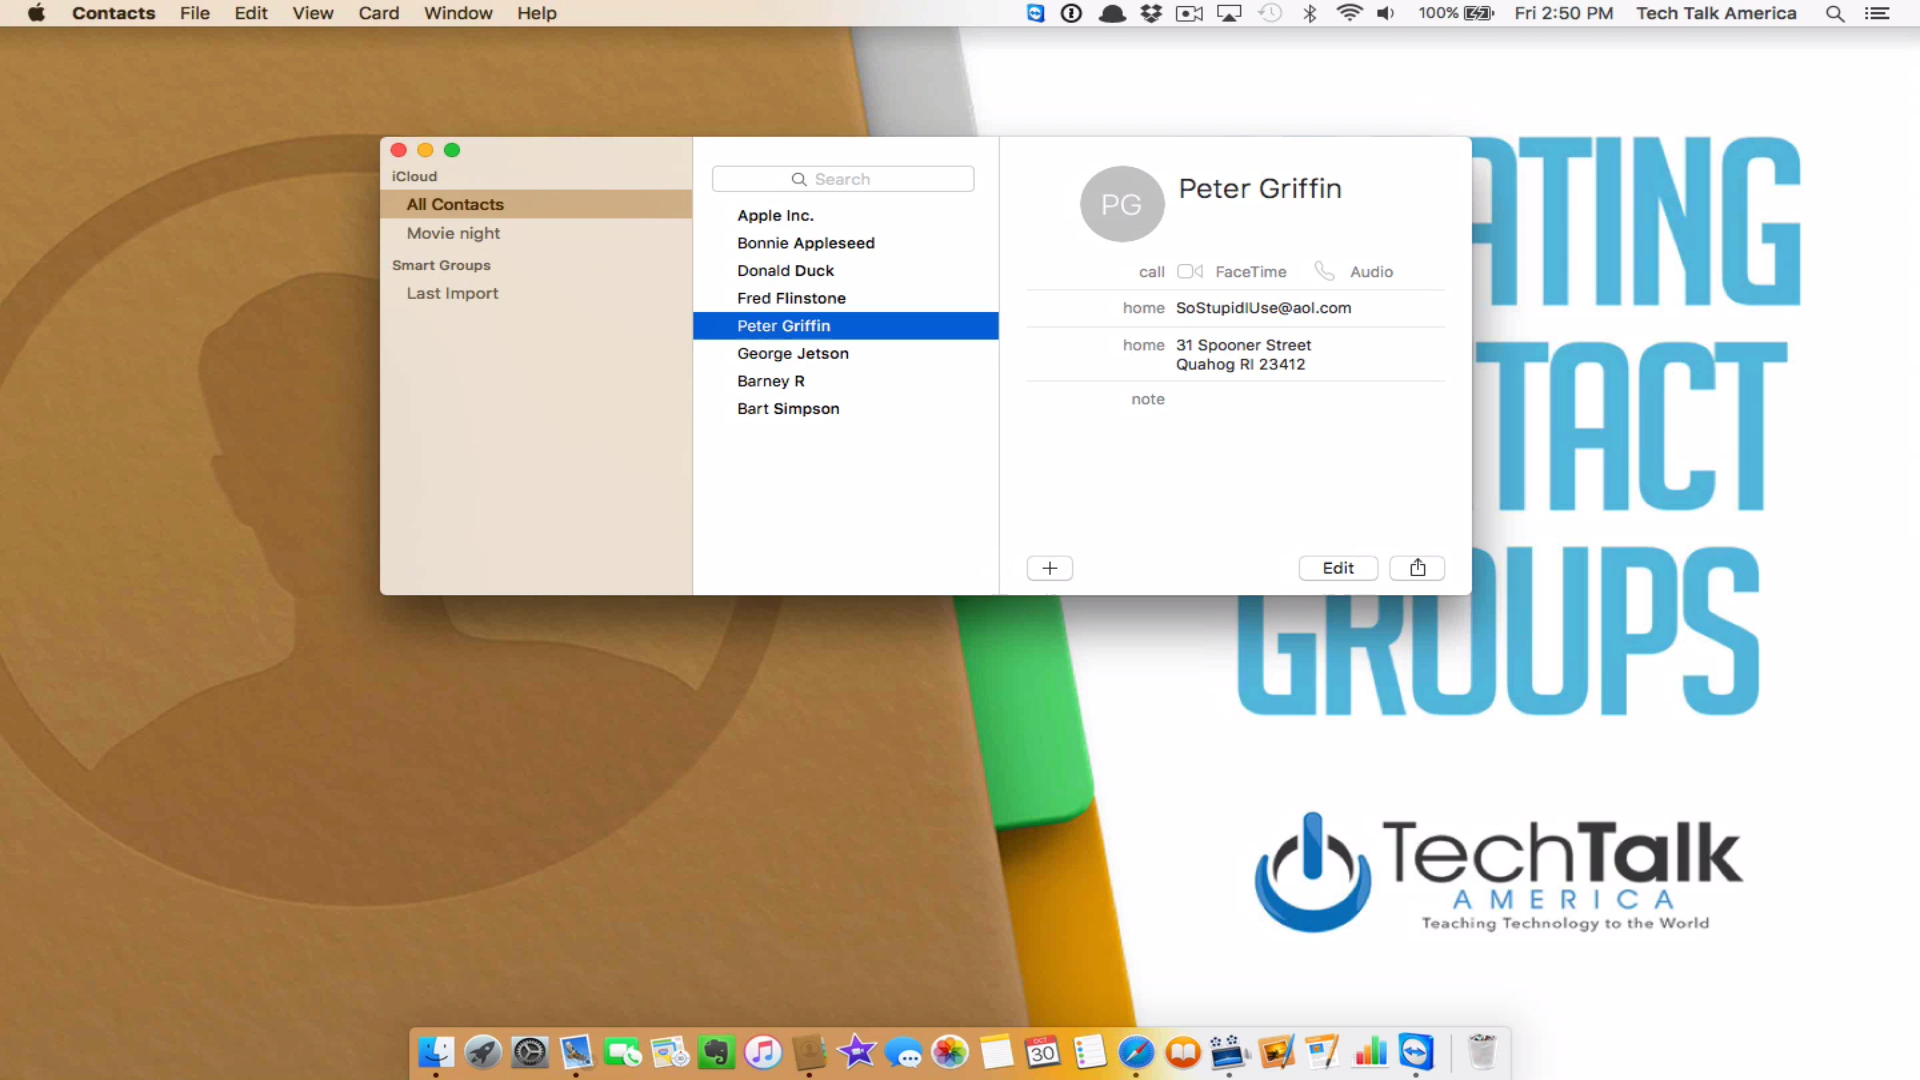 Contacts File Edit View Card Window Help 100% Fri 2:50 PM Tech Talk America
iCloud
All Contacts
Movie night
Smart Groups
Last Import
Search
Apple Inc.
Bonnie Appleseed
Donald Duck
Fred Flinstone
Peter Griffin
George Jetson
Barney R
Bart Simpson
PG
Peter Griffin
call FaceTime Audio
home SoStupidIUse@aol.com
home 31 Spooner Street
Quahog RI 23412
note
+ Edit
ATING
TACT
GROUPS
TechTalk
AMERICA
Teaching Technology to the World
OCT
30